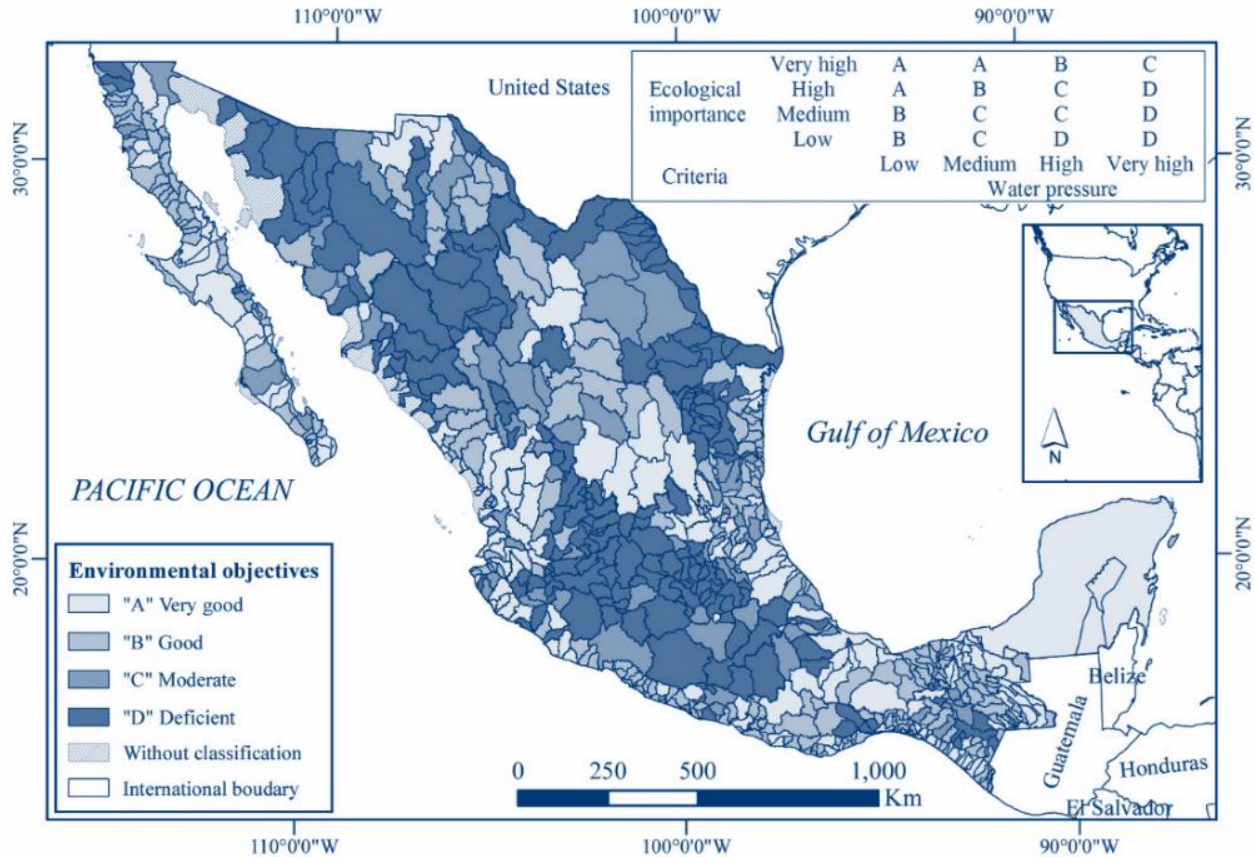 110°0'0"W 100°0'0"W 90°0'0"W
United States
Very high A A B C
Ecological High A B C D
importance Medium B C C D
Low B C D D
Criteria Low Medium High Very high
Water pressure
30°0'0"N
30°0'0"N
Gulf of Mexico
N
PACIFIC OCEAN
20°0'0"N
20°0'0"N
Environmental objectives
"A" Very good
"B" Good
"C" Moderate
"D" Deficient
Without classification
International boudary
Belize
Guatemala
Honduras
El Salvador
0 250 500 1,000
Km
110°0'0"W 100°0'0"W 90°0'0"W